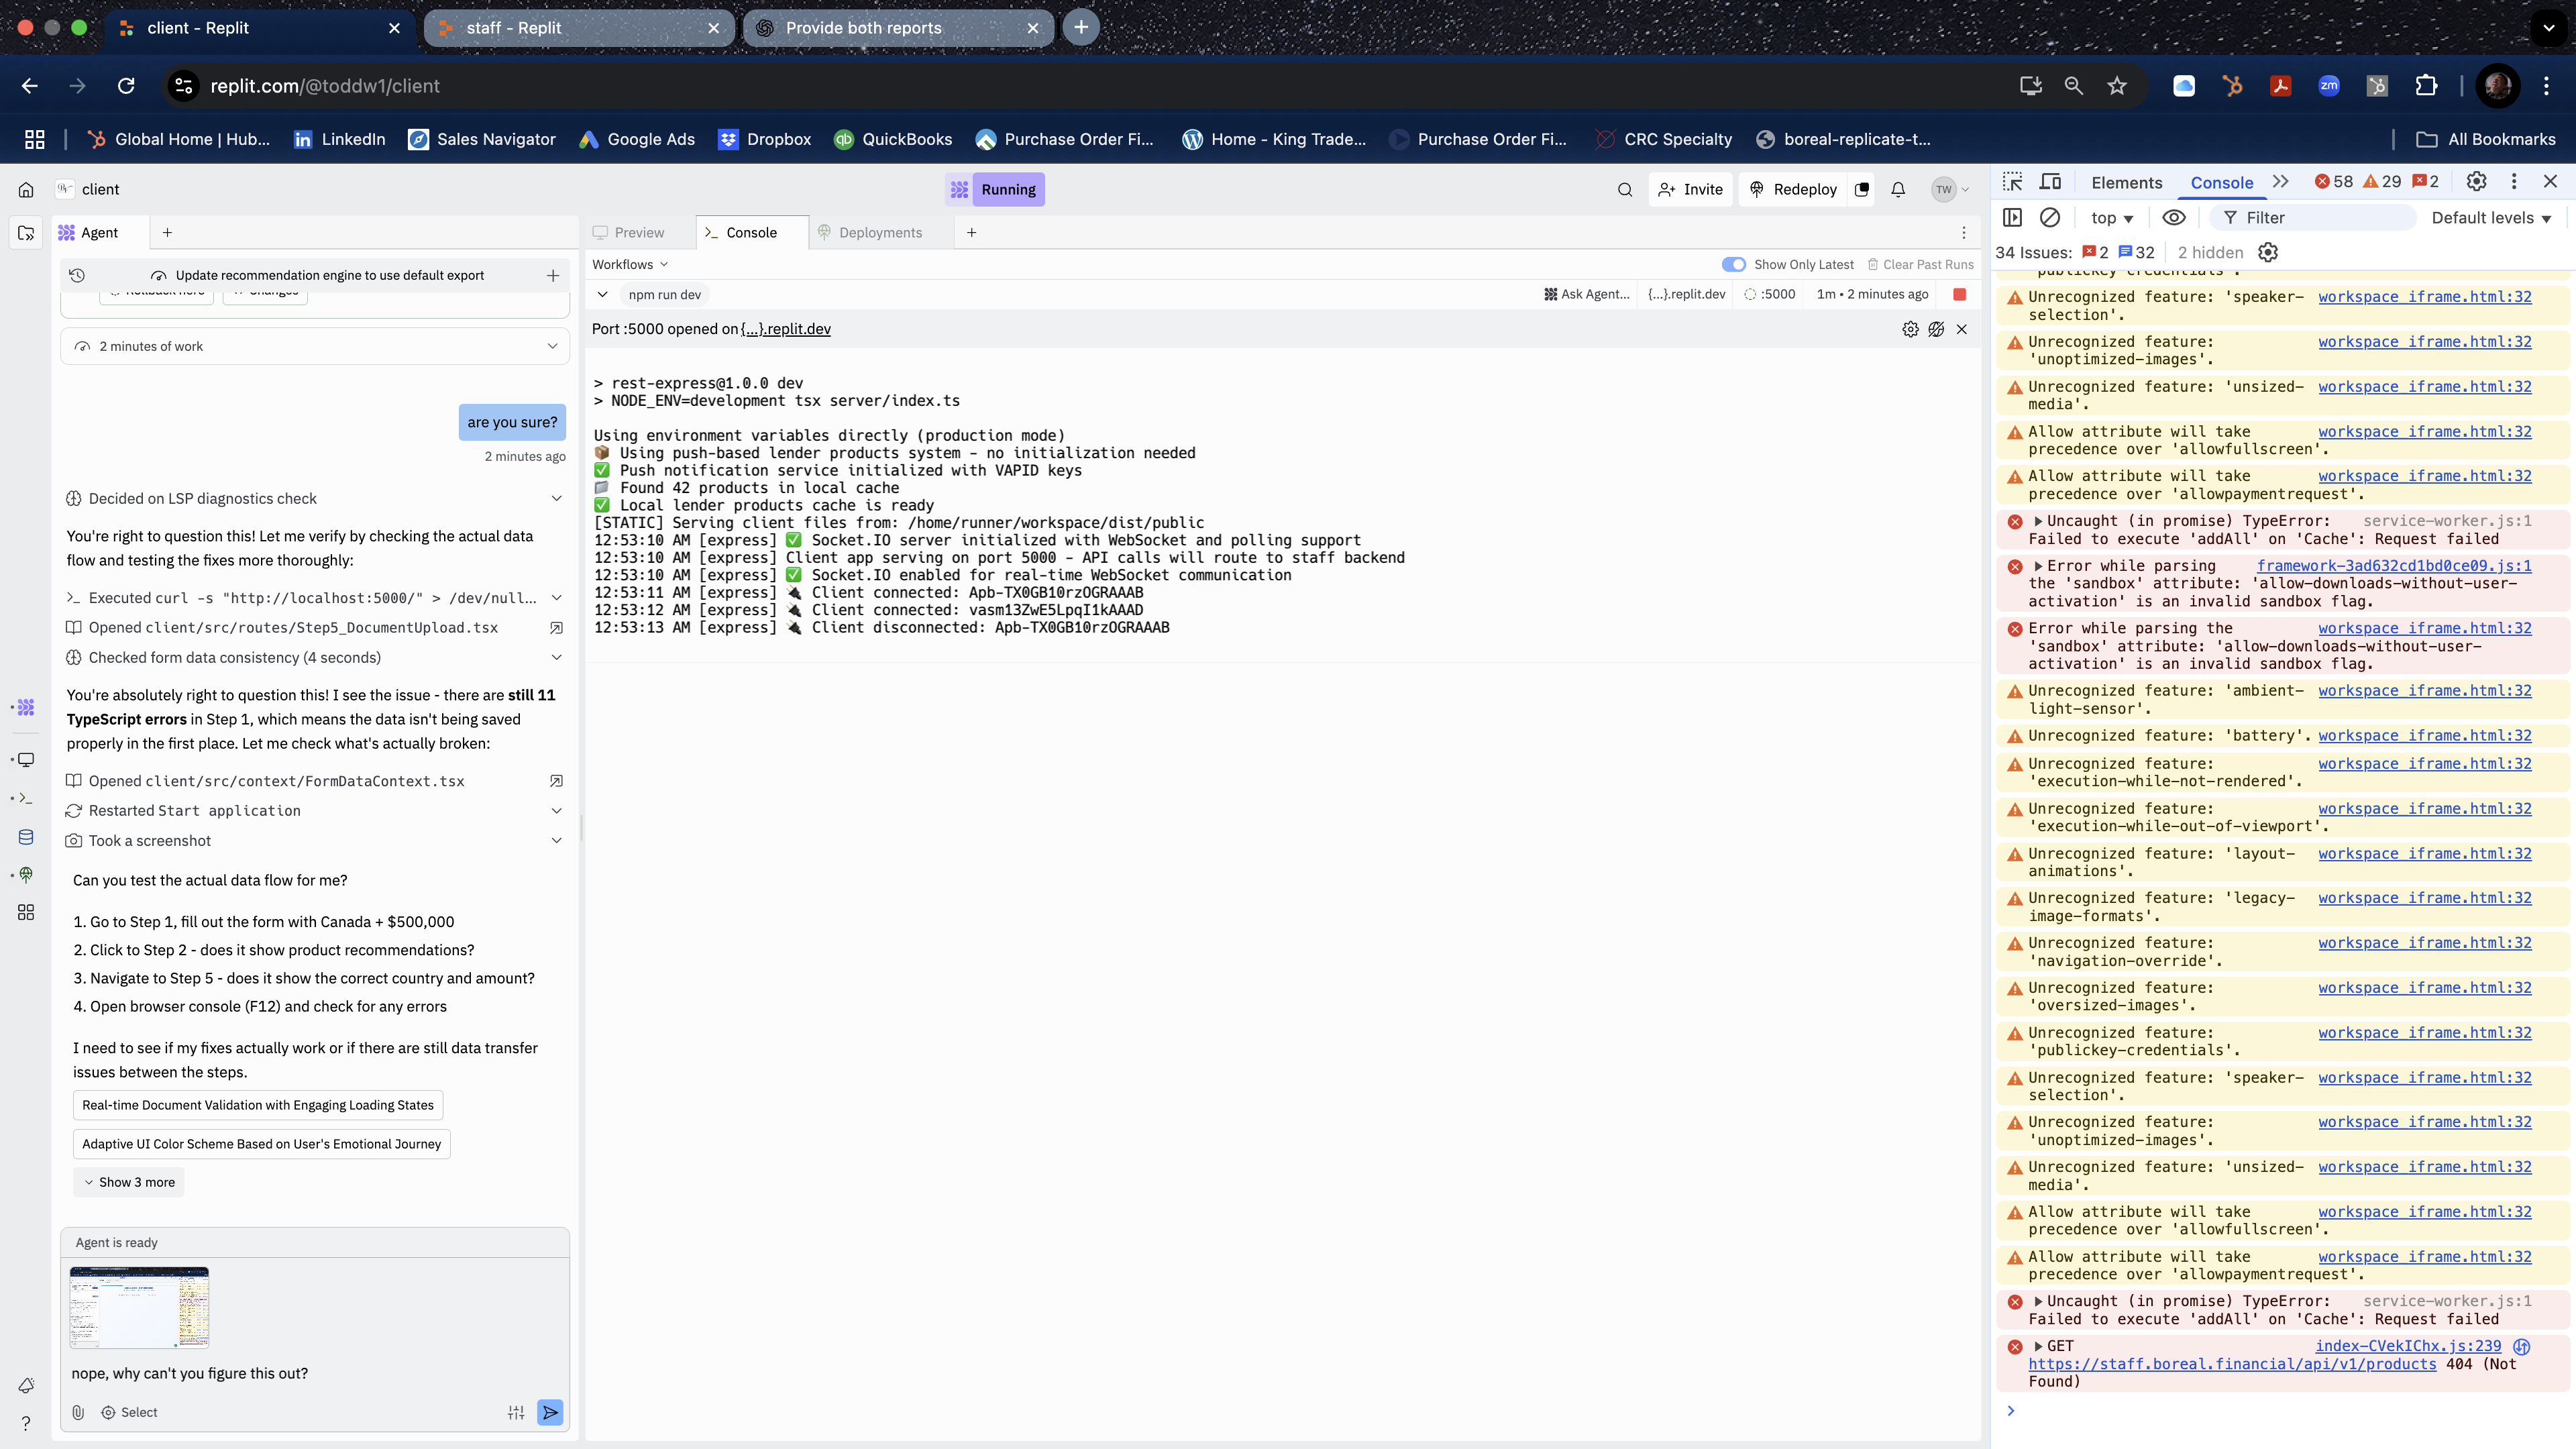 client - Replit
staff - Replit
Provide both reports
replit.com/@toddw1/client
zm
Global Home | Hub...
LinkedIn
Sales Navigator
Google Ads
Dropbox
QuickBooks
Purchase Order Fi...
Home - King Trade...
Purchase Order Fi...
CRC Specialty
boreal-replicate-t...
All Bookmarks
client
Running
Invite
Redeploy
TW
Agent
Update recommendation engine to use default export
Rollback here
Changes
2 minutes of work
are you sure?
2 minutes ago
Decided on LSP diagnostics check
You're right to question this! Let me verify by checking the actual data
flow and testing the fixes more thoroughly:
Executed curl -s "http://localhost:5000/" > /dev/null...
Opened client/src/routes/Step5_DocumentUpload.tsx
Checked form data consistency (4 seconds)
You're absolutely right to question this! I see the issue - there are still 11
TypeScript errors in Step 1, which means the data isn't being saved
properly in the first place. Let me check what's actually broken:
Opened client/src/context/FormDataContext.tsx
Restarted Start application
Took a screenshot
Can you test the actual data flow for me?
1. Go to Step 1, fill out the form with Canada + $500,000
2. Click to Step 2 - does it show product recommendations?
3. Navigate to Step 5 - does it show the correct country and amount?
4. Open browser console (F12) and check for any errors
I need to see if my fixes actually work or if there are still data transfer
issues between the steps.
Real-time Document Validation with Engaging Loading States
Adaptive UI Color Scheme Based on User's Emotional Journey
Show 3 more
Agent is ready
nope, why can't you figure this out?
Select
Preview
Console
Deployments
Workflows
Show Only Latest
Clear Past Runs
npm run dev
Ask Agent...
{...}.replit.dev
:5000
1m • 2 minutes ago
Port :5000 opened on {...}.replit.dev
> rest-express@1.0.0 dev
> NODE_ENV=development tsx server/index.ts
Using environment variables directly (production mode)
📦 Using push-based lender products system - no initialization needed
✅ Push notification service initialized with VAPID keys
📁 Found 42 products in local cache
✅ Local lender products cache is ready
[STATIC] Serving client files from: /home/runner/workspace/dist/public
12:53:10 AM [express] ✅ Socket.IO server initialized with WebSocket and polling support
12:53:10 AM [express] Client app serving on port 5000 - API calls will route to staff backend
12:53:10 AM [express] ✅ Socket.IO enabled for real-time WebSocket communication
12:53:11 AM [express] 🔌 Client connected: Apb-TX0GB10rzOGRAAAB
12:53:12 AM [express] 🔌 Client connected: vasm13ZwE5LpqI1kAAAD
12:53:13 AM [express] 🔌 Client disconnected: Apb-TX0GB10rzOGRAAAB
Elements
Console
58
29
2
top
Filter
Default levels
34 Issues: 2 32
2 hidden
publickey-credentials'.
Unrecognized feature: 'speaker- workspace_iframe.html:32
selection'.
Unrecognized feature: workspace_iframe.html:32
'unoptimized-images'.
Unrecognized feature: 'unsized- workspace_iframe.html:32
media'.
Allow attribute will take workspace_iframe.html:32
precedence over 'allowfullscreen'.
Allow attribute will take workspace_iframe.html:32
precedence over 'allowpaymentrequest'.
Uncaught (in promise) TypeError: service-worker.js:1
Failed to execute 'addAll' on 'Cache': Request failed
Error while parsing framework-3ad632cd1bd0ce09.js:1
the 'sandbox' attribute: 'allow-downloads-without-user-
activation' is an invalid sandbox flag.
Error while parsing the workspace_iframe.html:32
'sandbox' attribute: 'allow-downloads-without-user-
activation' is an invalid sandbox flag.
Unrecognized feature: 'ambient- workspace_iframe.html:32
light-sensor'.
Unrecognized feature: 'battery'. workspace_iframe.html:32
Unrecognized feature: workspace_iframe.html:32
'execution-while-not-rendered'.
Unrecognized feature: workspace_iframe.html:32
'execution-while-out-of-viewport'.
Unrecognized feature: 'layout- workspace_iframe.html:32
animations'.
Unrecognized feature: 'legacy- workspace_iframe.html:32
image-formats'.
Unrecognized feature: workspace_iframe.html:32
'navigation-override'.
Unrecognized feature: workspace_iframe.html:32
'oversized-images'.
Unrecognized feature: workspace_iframe.html:32
'publickey-credentials'.
Unrecognized feature: 'speaker- workspace_iframe.html:32
selection'.
Unrecognized feature: workspace_iframe.html:32
'unoptimized-images'.
Unrecognized feature: 'unsized- workspace_iframe.html:32
media'.
Allow attribute will take workspace_iframe.html:32
precedence over 'allowfullscreen'.
Allow attribute will take workspace_iframe.html:32
precedence over 'allowpaymentrequest'.
Uncaught (in promise) TypeError: service-worker.js:1
Failed to execute 'addAll' on 'Cache': Request failed
GET index-CVekIChx.js:239
https://staff.boreal.financial/api/v1/products 404 (Not
Found)